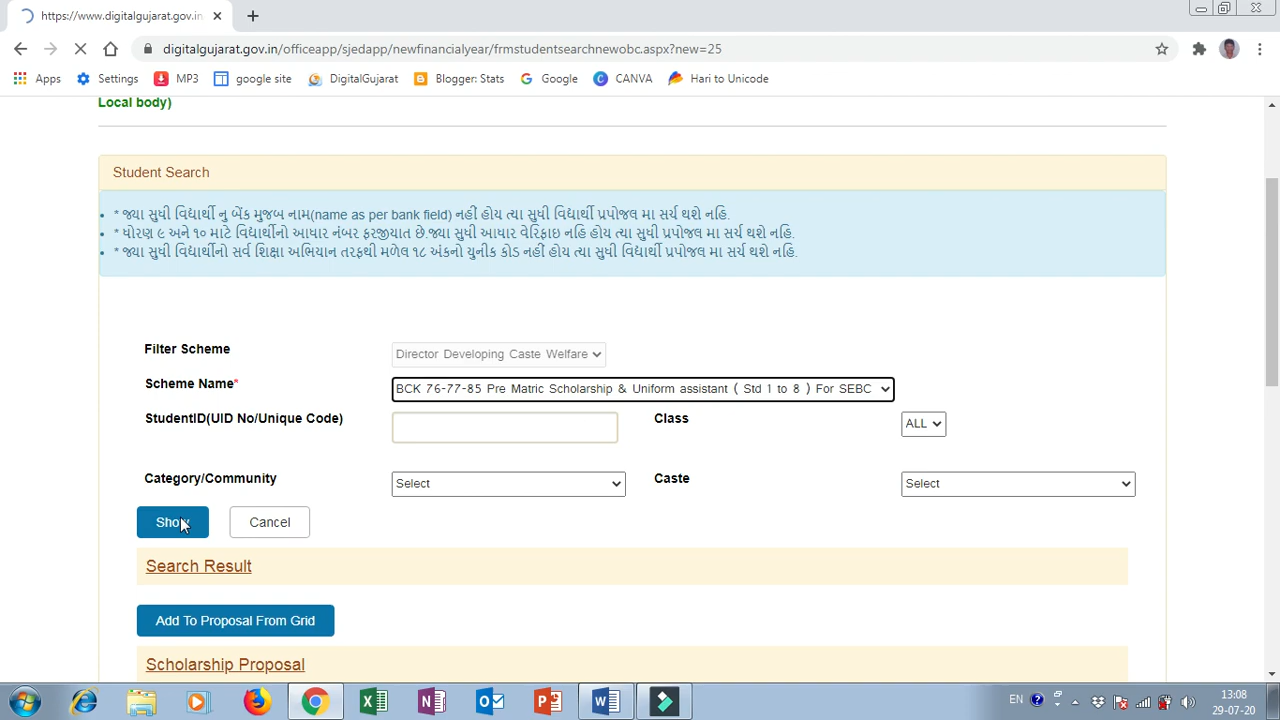 https://www.digitalgujarat.gov.in
digitalgujarat.gov.in/officeapp/sjedapp/newfinancialyear/frmstudentsearchnewobc.aspx?new=25
Apps Settings MP3 google site DigitalGujarat Blogger: Stats Google CANVA Hari to Unicode
Local body)
Student Search
* જ્યા સુધી વિદ્યાર્થી નુ બેંક મુજબ નામ(name as per bank field) નહીં હોય ત્યા સુધી વિદ્યાર્થી પ્રપોજલ મા સર્ચ થશે નહિ.
* ધોરણ ૯ અને ૧૦ માટે વિદ્યાર્થીનો આધાર નંબર ફરજીયાત છે.જ્યા સુધી આધાર વેરિફાઇ નહિ હોય ત્યા સુધી પ્રપોજલ મા સર્ચ થશે નહિ.
* જ્યા સુધી વિદ્યાર્થીનો સર્વ શિક્ષા અભિયાન તરફથી મળેલ ૧૮ અંકનો યુનીક કોડ નહીં હોય ત્યા સુધી વિદ્યાર્થી પ્રપોજલ મા સર્ચ થશે નહિ.
Filter Scheme Director Developing Caste Welfare
Scheme Name* BCK 76-77-85 Pre Matric Scholarship & Uniform assistant ( Std 1 to 8 ) For SEBC
StudentID(UID No/Unique Code) Class ALL
Category/Community Select Caste Select
Show Cancel
Search Result
Add To Proposal From Grid
Scholarship Proposal
EN 13:08
29-07-20